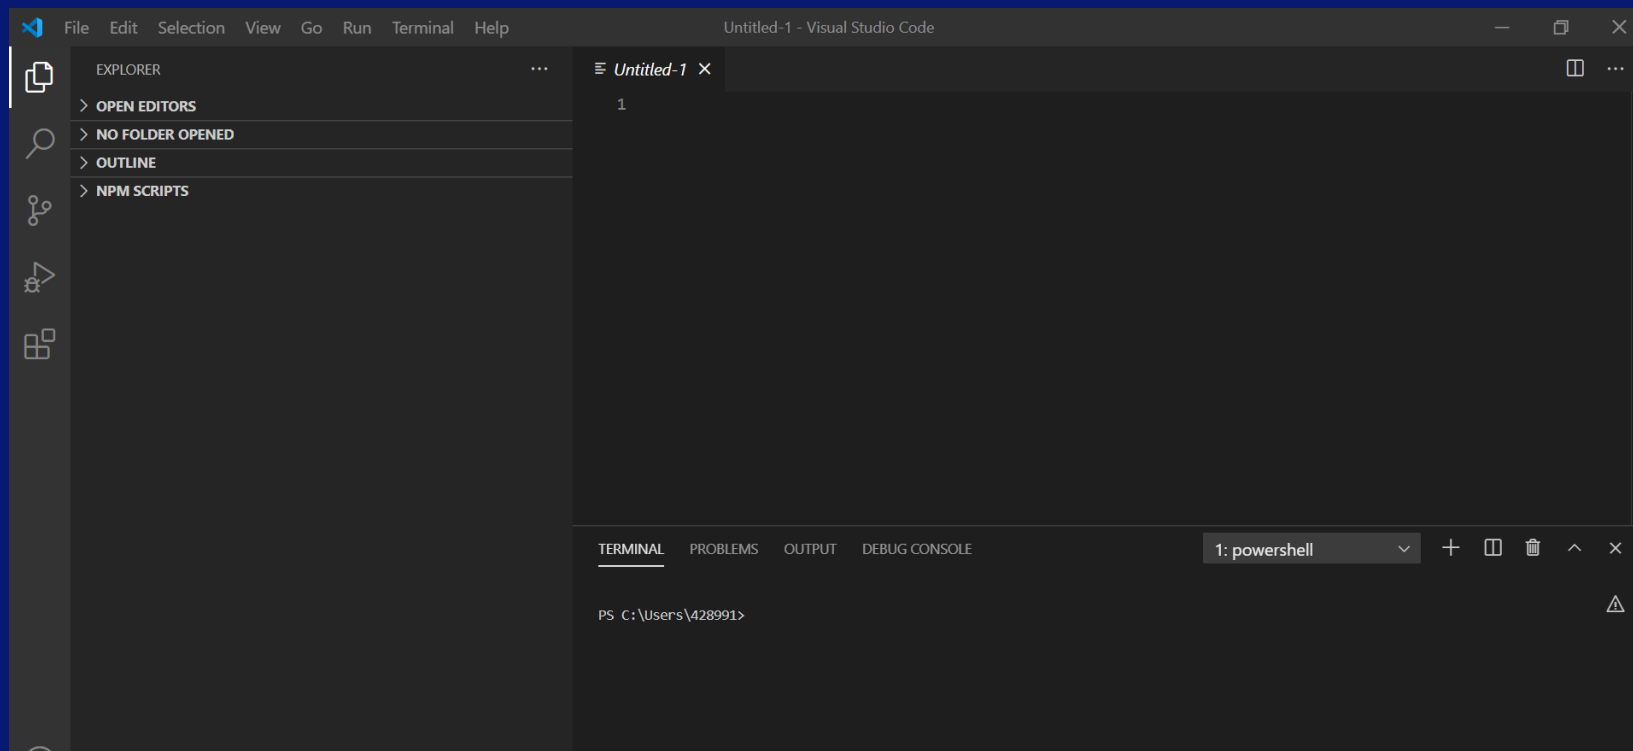 File Edit Selection View Go Run Terminal Help Untitled-1 - Visual Studio Code
EXPLORER
OPEN EDITORS
NO FOLDER OPENED
OUTLINE
NPM SCRIPTS
Untitled-1
1
TERMINAL PROBLEMS OUTPUT DEBUG CONSOLE 1: powershell
PS C:\Users\428991>